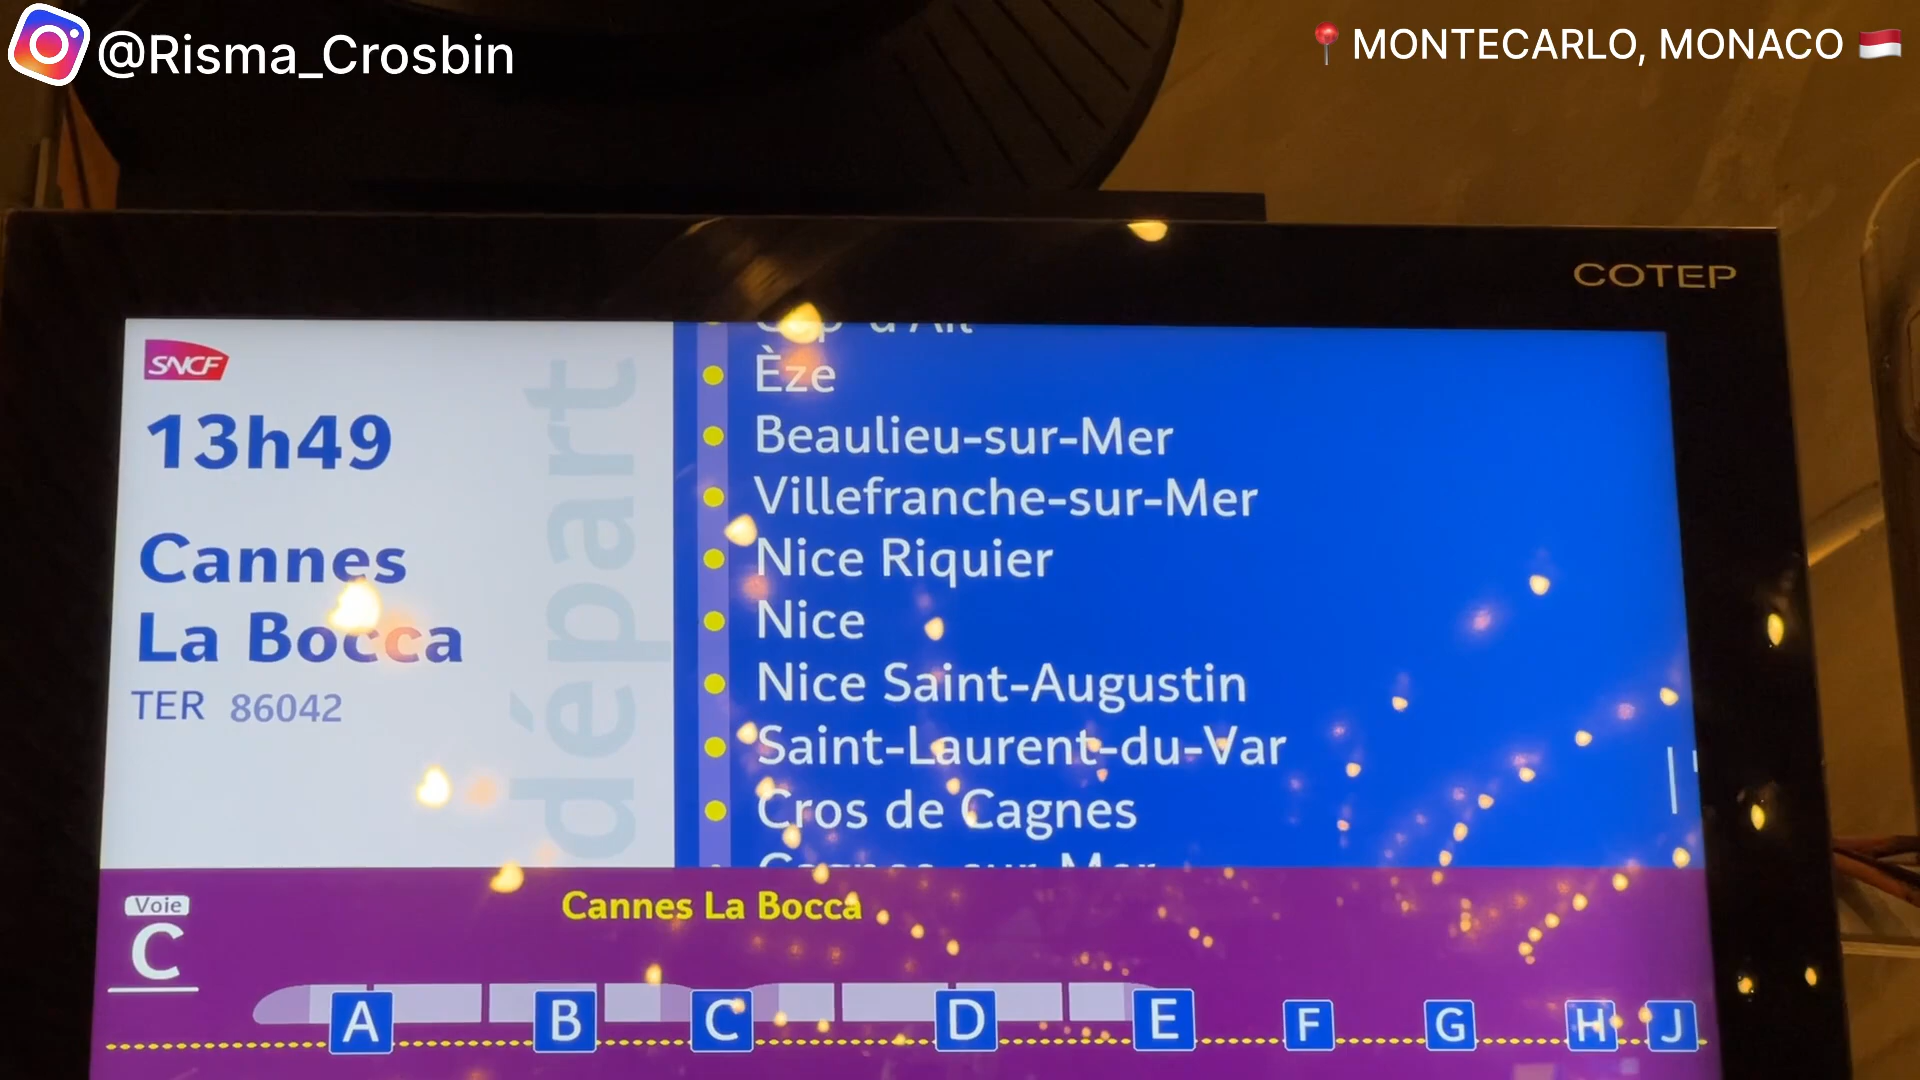 @Risma_Crosbin
MONTECARLO, MONACO
COTEP
SNCF
13h49
Cannes
La Bocca
TER 86042
départ
Èze
Beaulieu-sur-Mer
Villefranche-sur-Mer
Nice Riquier
Nice
Nice Saint-Augustin
Saint-Laurent-du-Var
Cros de Cagnes
Voie
C
Cannes La Bocca
A B C D E F G H J